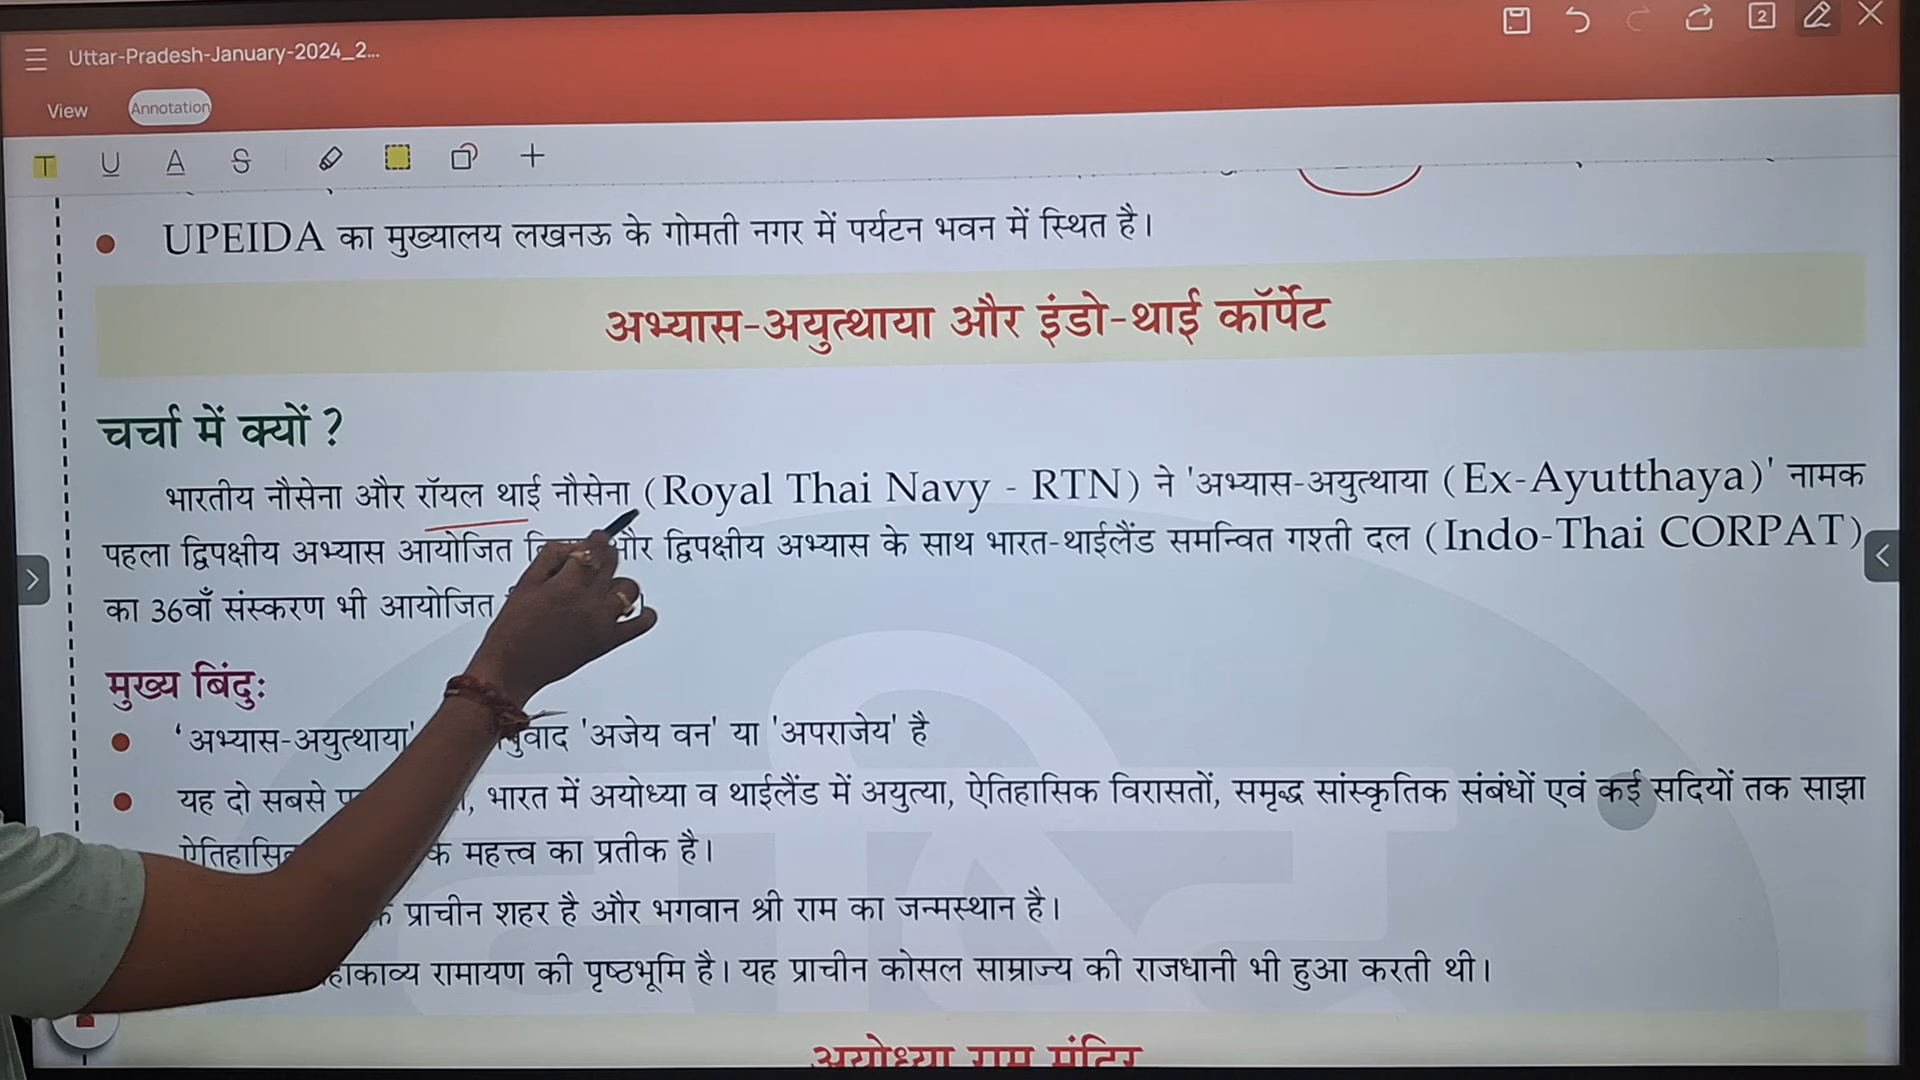 Uttar-Pradesh-January-2024_2...
2
View
Annotation
T U A S
UPEIDA का मुख्यालय लखनऊ के गोमती नगर में पर्यटन भवन में स्थित है।
अभ्यास-अयुत्थाया और इंडो-थाई कॉर्पेट
चर्चा में क्यों ?
भारतीय नौसेना और रॉयल थाई नौसेना (Royal Thai Navy - RTN) ने 'अभ्यास-अयुत्थाया (Ex-Ayutthaya)' नामक
पहला द्विपक्षीय अभ्यास आयोजित और द्विपक्षीय अभ्यास के साथ भारत-थाईलैंड समन्वित गश्ती दल (Indo-Thai CORPAT)
का 36वाँ संस्करण भी आयोजित
मुख्य बिंदुः
'अभ्यास-अयुत्थाया' 'अजेय वन' या 'अपराजेय' है
यह दो सबसे भारत में अयोध्या व थाईलैंड में अयुत्या, ऐतिहासिक विरासतों, समृद्ध सांस्कृतिक संबंधों एवं कई सदियों तक साझा
के महत्त्व का प्रतीक है।
प्राचीन शहर है और भगवान श्री राम का जन्मस्थान है।
रामायण की पृष्ठभूमि है। यह प्राचीन कोसल साम्राज्य की राजधानी भी हुआ करती थी।
अयोध्या राम मंदिर